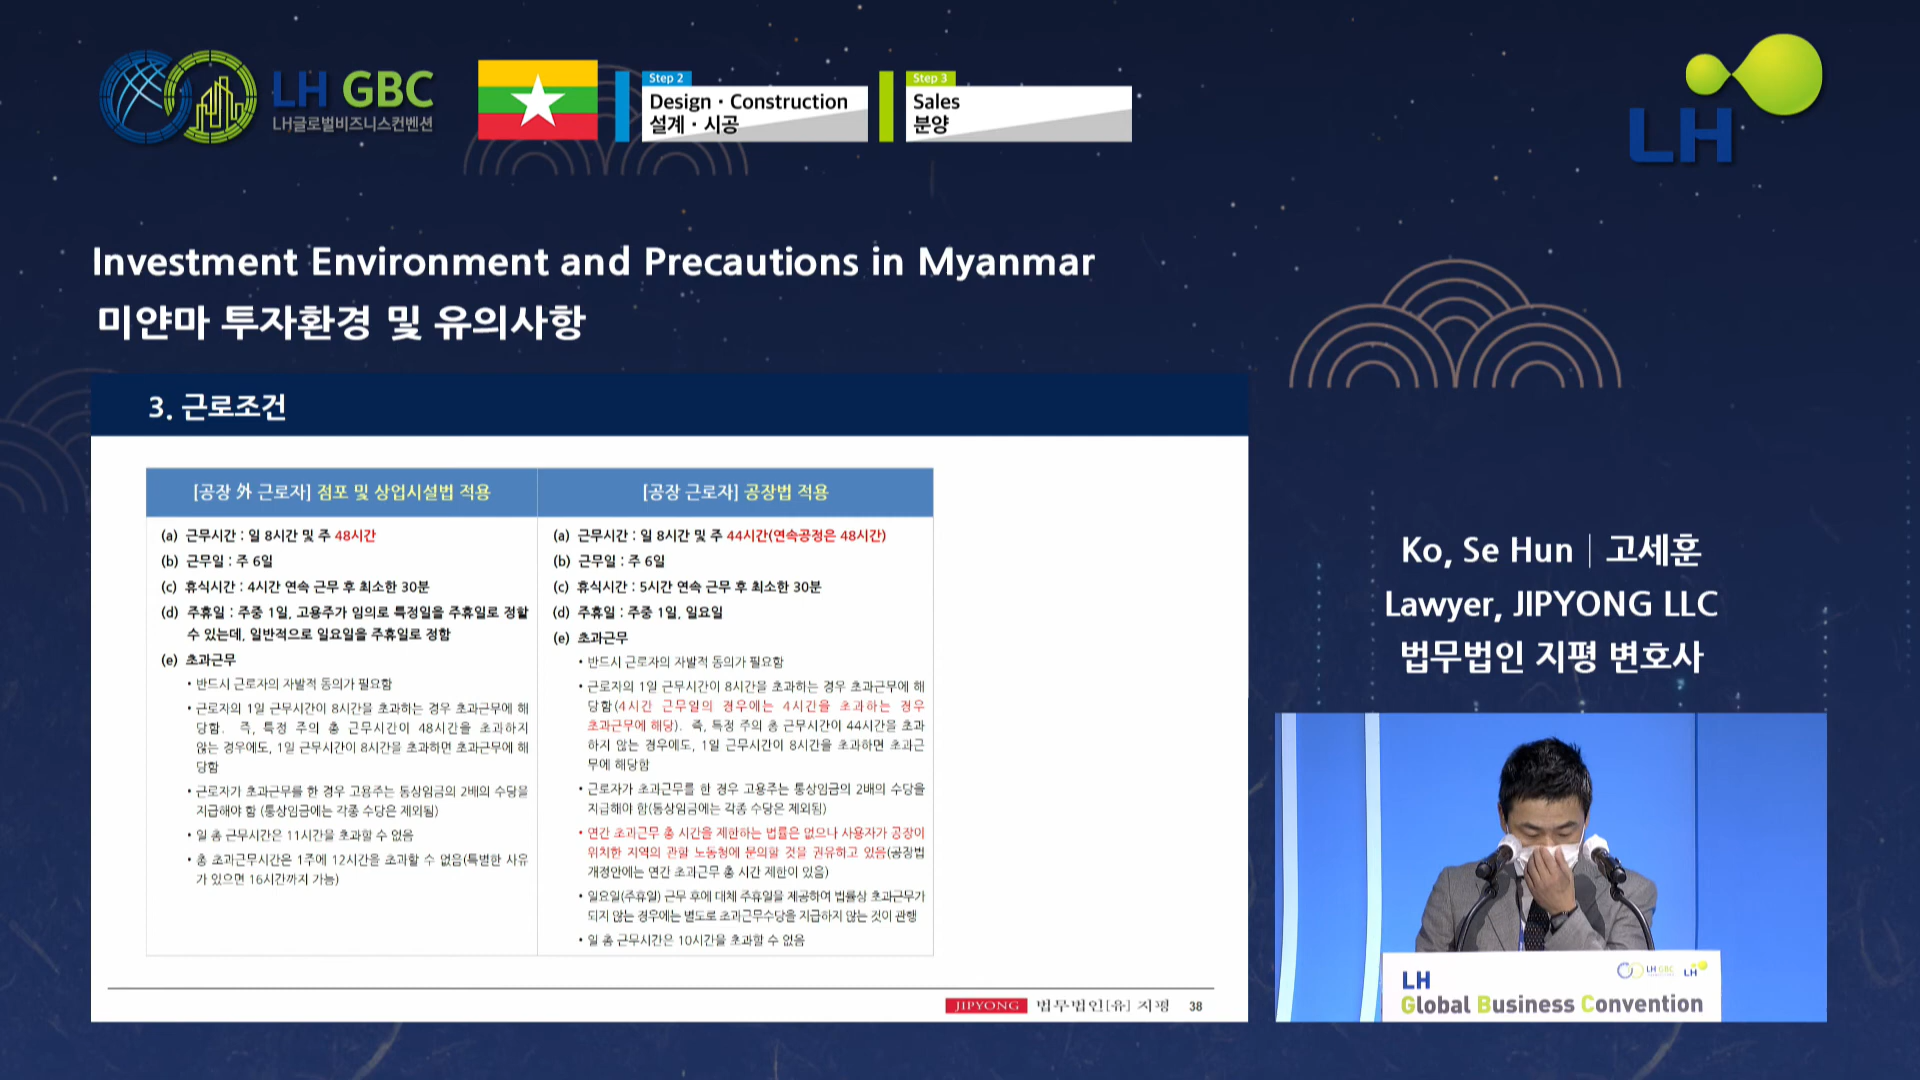 LH GBC
LH글로벌비즈니스컨벤션
Step 2
Design · Construction
설계 · 시공
Step 3
Sales
분양
LH
Investment Environment and Precautions in Myanmar
미얀마 투자환경 및 유의사항
3. 근로조건
[공장 外 근로자] 점포 및 상업시설법 적용
(a) 근무시간 : 일 8시간 및 주 48시간
(b) 근무일 : 주 6일
(c) 휴식시간 : 4시간 연속 근무 후 최소한 30분
(d) 주휴일 : 주중 1일, 고용주가 임의로 특정일을 주휴일로 정할
수 있는데, 일반적으로 일요일을 주휴일로 정함
(e) 초과근무
• 반드시 근로자의 자발적 동의가 필요함
• 근로자의 1일 근무시간이 8시간을 초과하는 경우 초과근무에 해
당함. 즉, 특정 주의 총 근무시간이 48시간을 초과하지
않는 경우에도, 1일 근무시간이 8시간을 초과하면 초과근무에 해
당함
• 근로자가 초과근무를 한 경우 고용주는 통상임금의 2배의 수당을
지급해야 함 (통상임금에는 각종 수당은 제외됨)
• 일 총 근무시간은 11시간을 초과할 수 없음
• 총 초과근무시간은 1주에 12시간을 초과할 수 없음(특별한 사유
가 있으면 16시간까지 가능)
[공장 근로자] 공장법 적용
(a) 근무시간 : 일 8시간 및 주 44시간(연속공정은 48시간)
(b) 근무일 : 주 6일
(c) 휴식시간 : 5시간 연속 근무 후 최소한 30분
(d) 주휴일 : 주중 1일, 일요일
(e) 초과근무
• 반드시 근로자의 자발적 동의가 필요함
• 근로자의 1일 근무시간이 8시간을 초과하는 경우 초과근무에 해
당함(4시간 근무일의 경우에는 4시간을 초과하는 경우
초과근무에 해당). 즉, 특정 주의 총 근무시간이 44시간을 초과
하지 않는 경우에도, 1일 근무시간이 8시간을 초과하면 초과근
무에 해당함
• 근로자가 초과근무를 한 경우 고용주는 통상임금의 2배의 수당을
지급해야 함(통상임금에는 각종 수당은 제외됨)
• 연간 초과근무 총 시간을 제한하는 법률은 없으나 사용자가 공장이
위치한 지역의 관할 노동청에 문의할 것을 권유하고 있음(공장법
개정안에는 연간 초과근무 총 시간 제한이 있음)
• 일요일(주휴일) 근무 후에 대체 주휴일을 제공하여 법률상 초과근무가
되지 않는 경우에는 별도로 초과근무수당을 지급하지 않는 것이 관행
• 일 총 근무시간은 10시간을 초과할 수 없음
JIPYONG 법무법인[유] 지평 38
Ko, Se Hun | 고세훈
Lawyer, JIPYONG LLC
법무법인 지평 변호사
LH GBC LH
LH
Global Business Convention